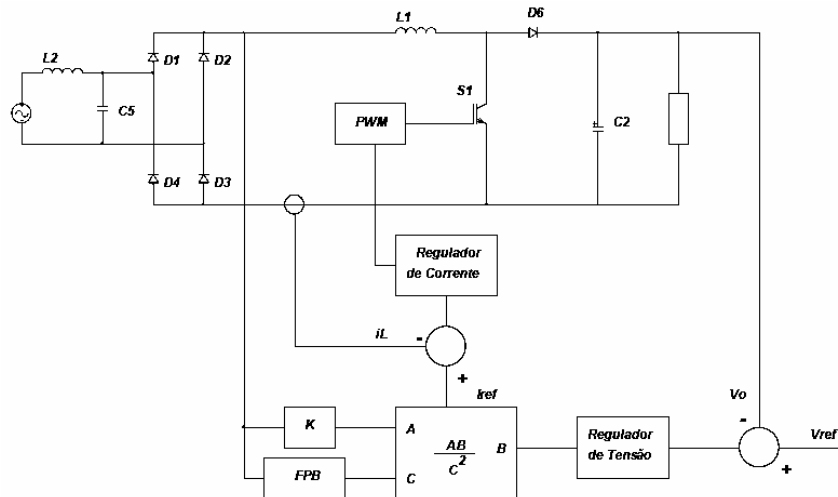 L1
D6
D1
D2
L2
C5
S1
PWM
C2
D4
D3
Regulador
de Corrente
iL
-
+
Iref
Vo
-
Vref
+
K
A
AB
C²
B
Regulador
de Tensão
FPB
C